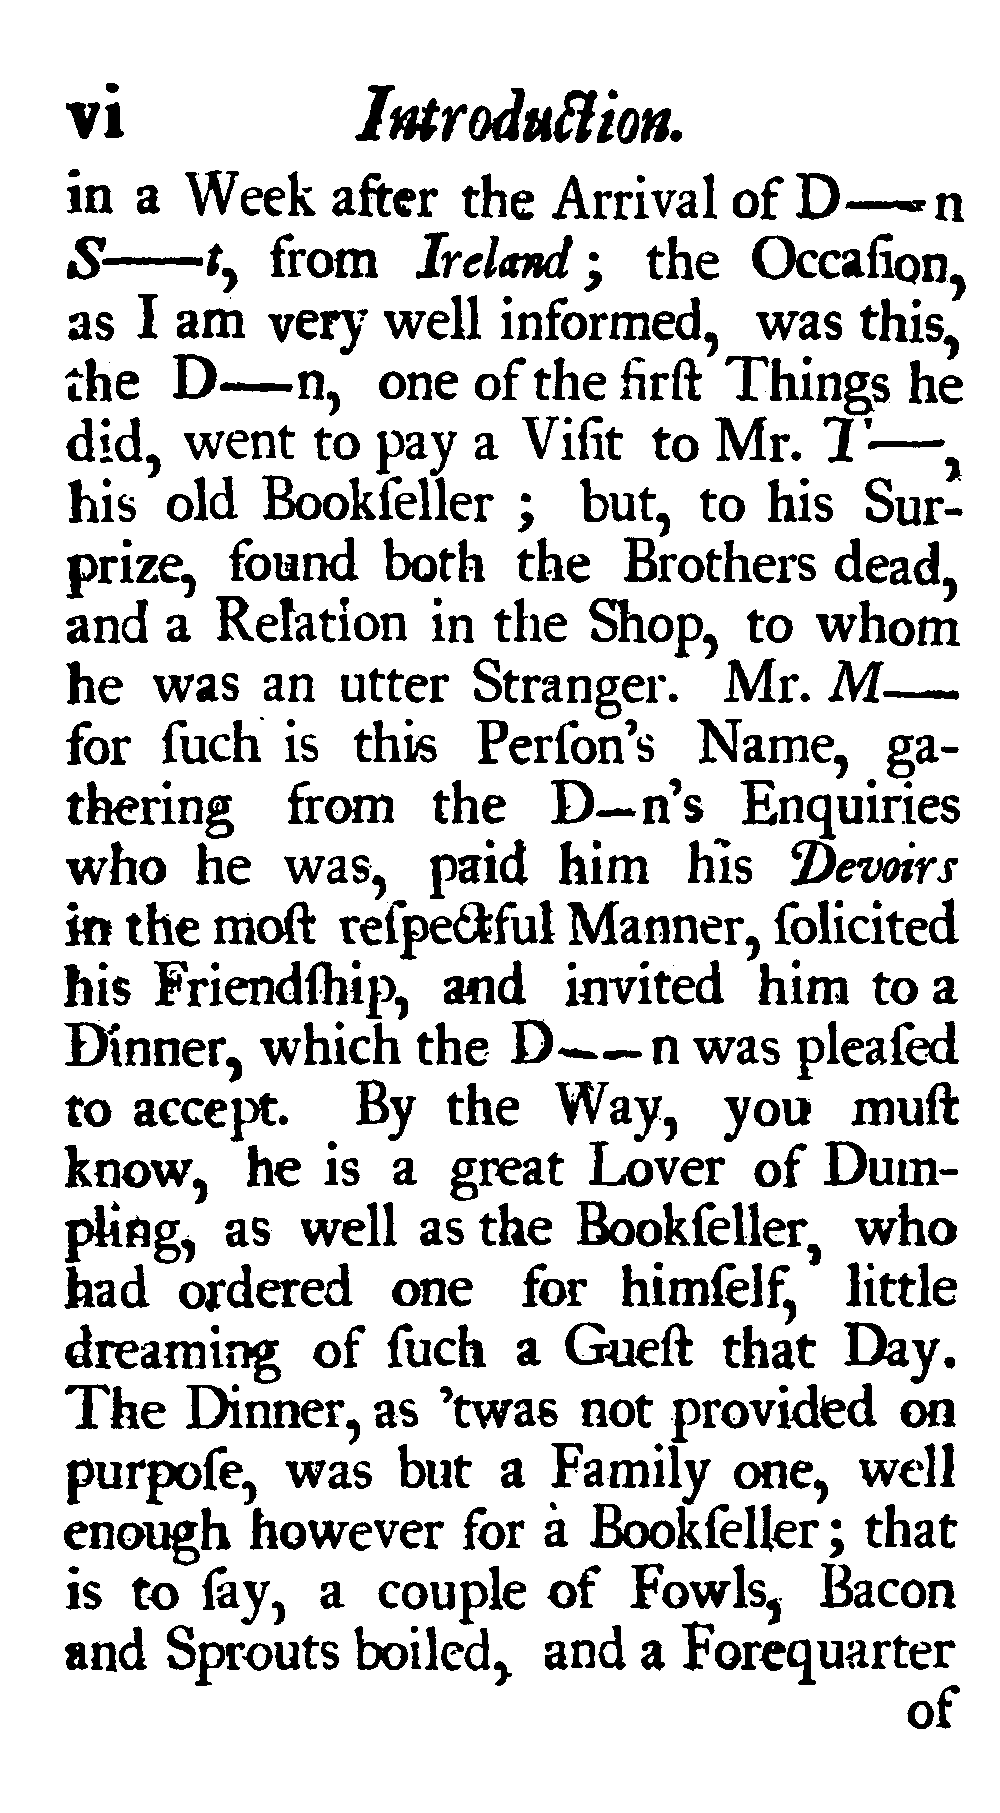 vi Introduction.
in a Week after the Arrival of D——n
S——t, from Ireland; the Occaſion,
as I am very well informed, was this,
the D——n, one of the firſt Things he
did, went to pay a Viſit to Mr. T——,
his old Bookſeller; but, to his Sur-
prize, found both the Brothers dead,
and a Relation in the Shop, to whom
he was an utter Stranger. Mr. M——
for ſuch is this Perſon's Name, ga-
thering from the D—n's Enquiries
who he was, paid him his Devoirs
in the moſt reſpectful Manner, ſolicited
his Friendſhip, and invited him to a
Dinner, which the D——n was pleaſed
to accept. By the Way, you muſt
know, he is a great Lover of Dum-
pling, as well as the Bookſeller, who
had ordered one for himſelf, little
dreaming of ſuch a Gueſt that Day.
The Dinner, as 'twas not provided on
purpoſe, was but a Family one, well
enough however for a Bookſeller; that
is to ſay, a couple of Fowls, Bacon
and Sprouts boiled, and a Forequarter
of